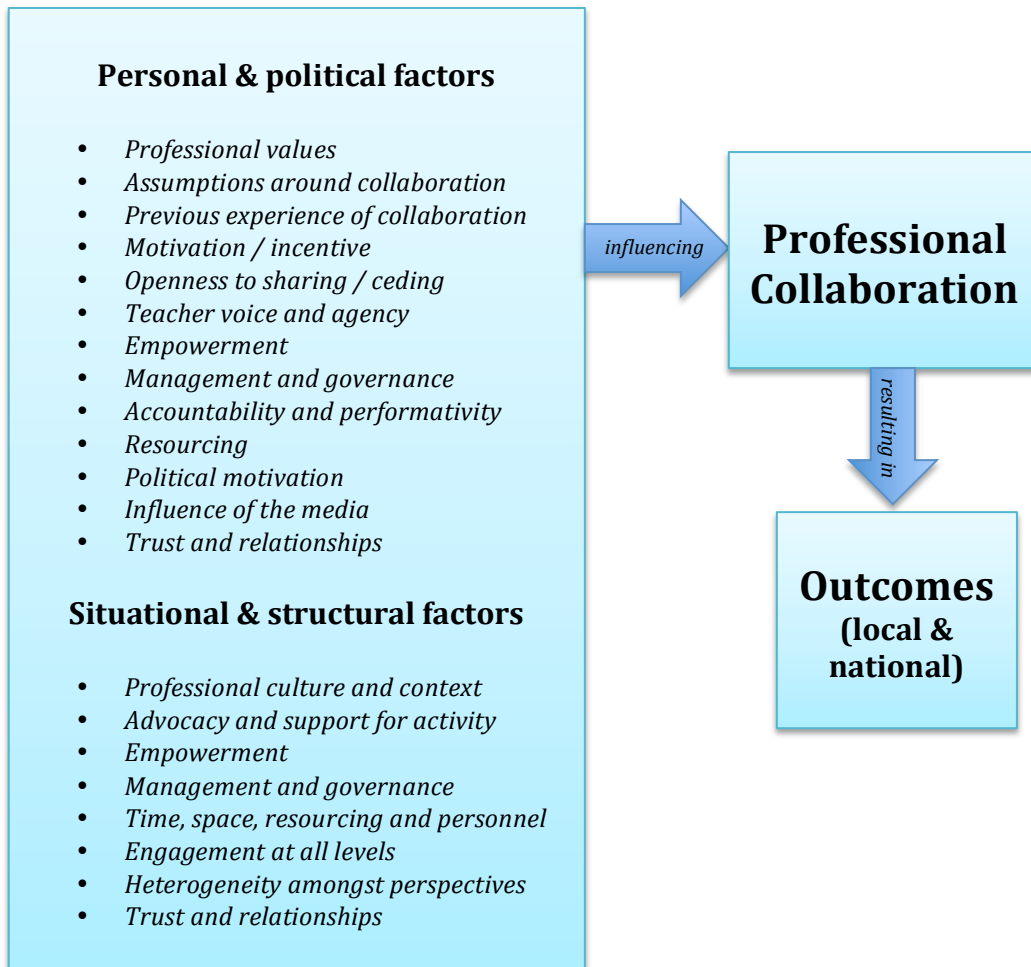 Personal & political factors
• Professional values
• Assumptions around collaboration
• Previous experience of collaboration
• Motivation / incentive
• Openness to sharing / ceding
• Teacher voice and agency
• Empowerment
• Management and governance
• Accountability and performativity
• Resourcing
• Political motivation
• Influence of the media
• Trust and relationships
Situational & structural factors
• Professional culture and context
• Advocacy and support for activity
• Empowerment
• Management and governance
• Time, space, resourcing and personnel
• Engagement at all levels
• Heterogeneity amongst perspectives
• Trust and relationships
influencing
Professional
Collaboration
resulting in
Outcomes
(local &
national)